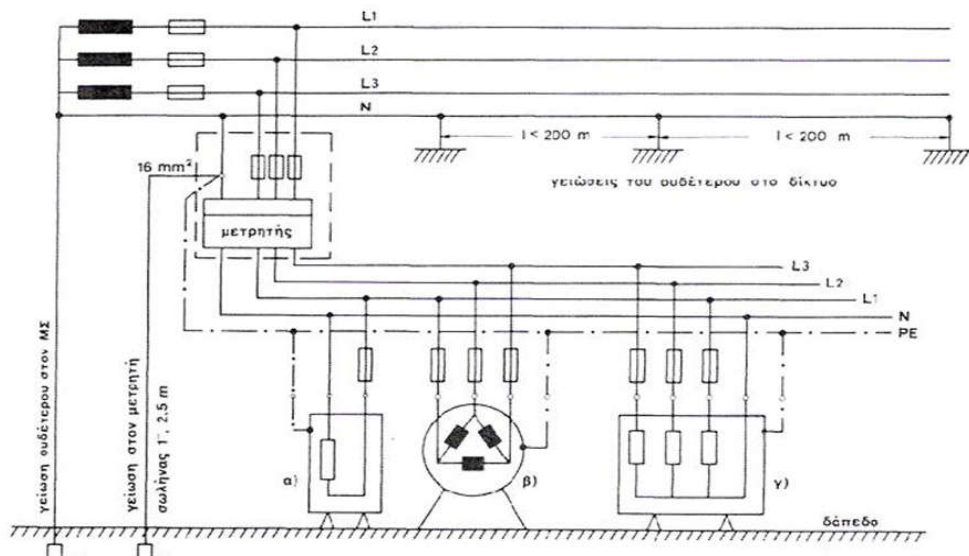 L1
L2
L3
N
l < 200 m
l < 200 m
16 mm²
γειώσεις του ουδέτερου στο δίκτυο
μετρητής
L3
L2
L1
N
PE
γείωση ουδέτερου στον ΜΣ
γείωση στον μετρητή
σωλήνας 1", 2,5 m
α)
β)
γ)
δάπεδο